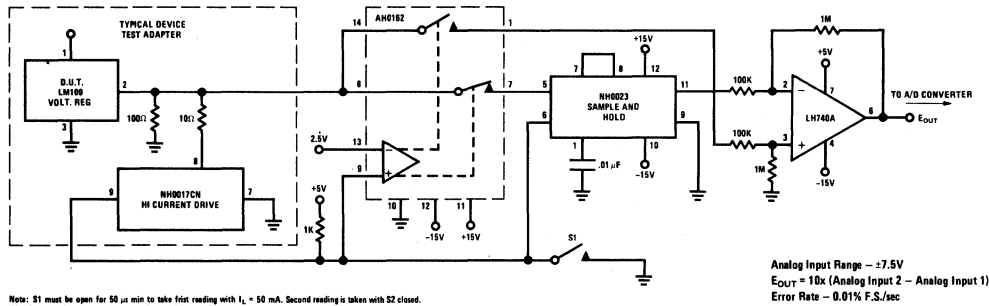 TYPICAL DEVICE
TEST ADAPTER
1
D.U.T.
LM109
VOLT. REG
2
3
100Ω
10Ω
8
9
NH0017CN
HI CURRENT DRIVE
7
AH0162
14
1
8
7
2.5V
13
9
10
12
11
-15V
+15V
+5V
1K
+15V
7
8
12
5
NH0023
SAMPLE AND
HOLD
11
6
9
1
10
.01 μF
-15V
S1
1M
+5V
100K
2
7
LH740A
6
TO A/D CONVERTER
EOUT
100K
3
4
1M
-15V
Analog Input Range – ±7.5V
EOUT = 10x (Analog Input 2 – Analog Input 1)
Error Rate – 0.01% F.S./sec
Note: S1 must be open for 50 μs min to take frist reading with IL = 50 mA. Second reading is taken with S2 closed.